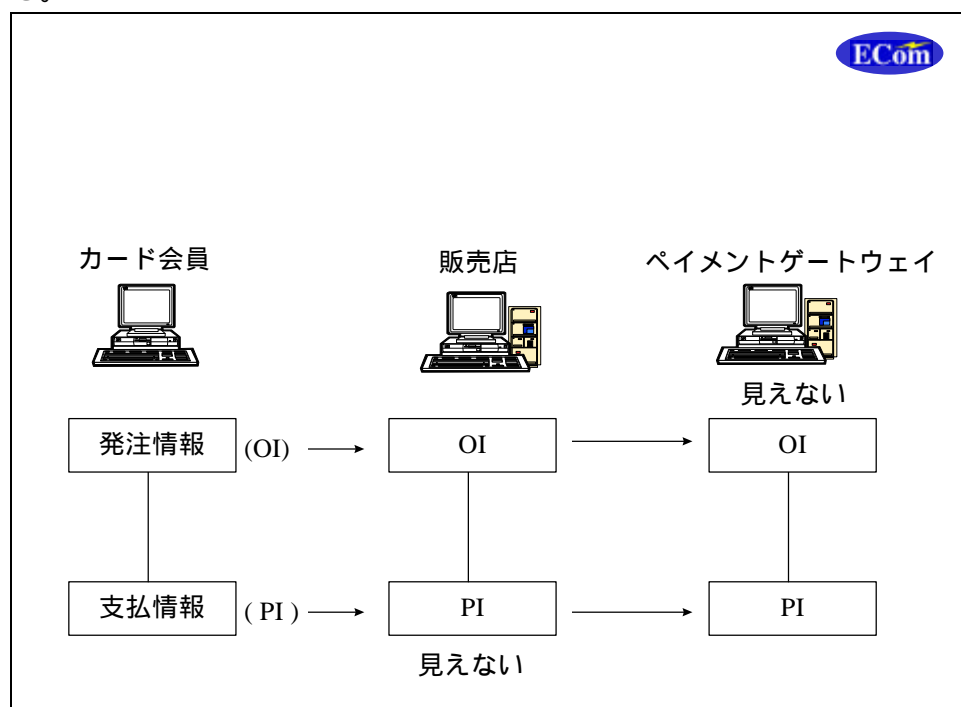 ECom
カード会員 販売店 ペイメントゲートウェイ
見えない
発注情報 (OI) OI OI
支払情報 ( PI ) PI PI
見えない